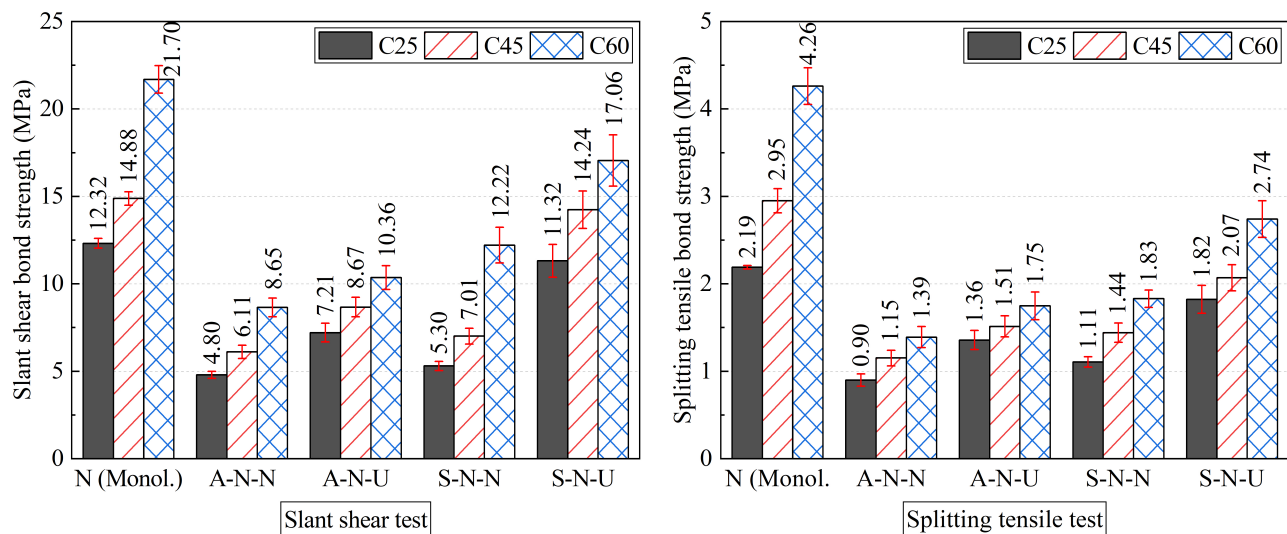 Slant shear bond strength (MPa)
25
20
15
10
5
0
C25 C45 C60
12.32 14.88 21.70
4.80 6.11 8.65
7.21 8.67 10.36
5.30 7.01 12.22
11.32 14.24 17.06
N (Monol.) A-N-N A-N-U S-N-N S-N-U
Slant shear test
Splitting tensile bond strength (MPa)
5
4
3
2
1
0
C25 C45 C60
2.19 2.95 4.26
0.90 1.15 1.39
1.36 1.51 1.75
1.11 1.44 1.83
1.82 2.07 2.74
N (Monol. A-N-N A-N-U S-N-N S-N-U
Splitting tensile test